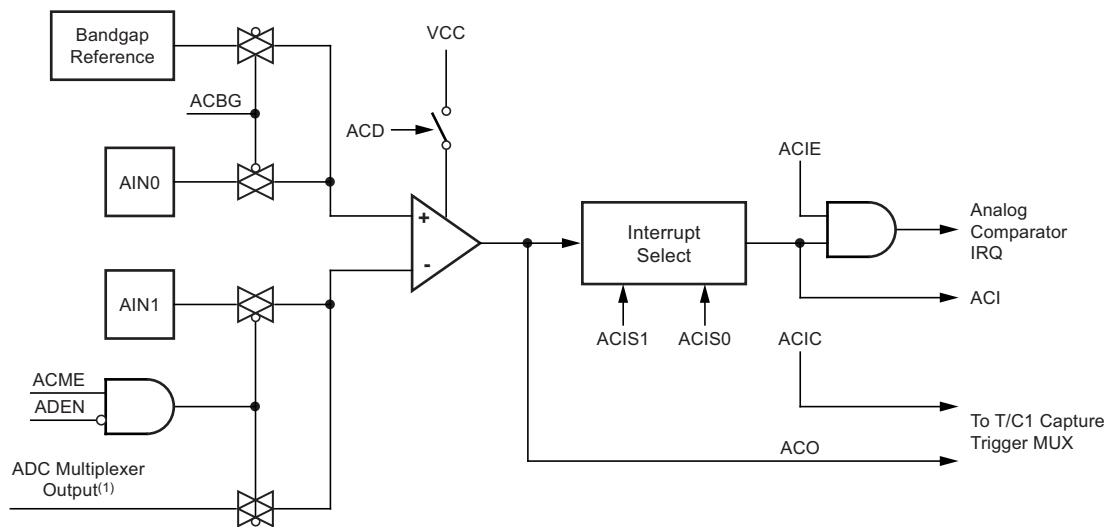 Bandgap
Reference
VCC
ACBG
ACD
ACIE
AIN0
+
-
Interrupt
Select
Analog
Comparator
IRQ
AIN1
ACI
ACIS1
ACIS0
ACIC
ACME
ADEN
To T/C1 Capture
Trigger MUX
ACO
ADC Multiplexer
Output(1)